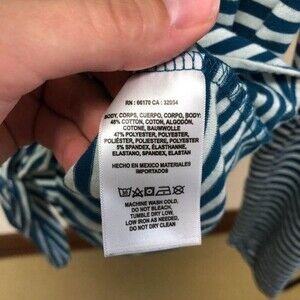 RN : 66170 CA : 32054
BODY, CORPS, CUERPO, CORPO, BODY:
48% COTTON, COTON, ALGODÓN,
COTONE, BAUMWOLLE
47% POLYESTER, POLYESTER,
POLIÉSTER, POLIESTERE, POLYESTER
5% SPANDEX, ELASTHANNE,
ELASTANO, SPANDEX, ELASTAN
HECHO EN MEXICO MATERIALES
IMPORTADOS
MACHINE WASH COLD,
DO NOT BLEACH,
TUMBLE DRY LOW,
LOW IRON AS NEEDED,
DO NOT DRY CLEAN